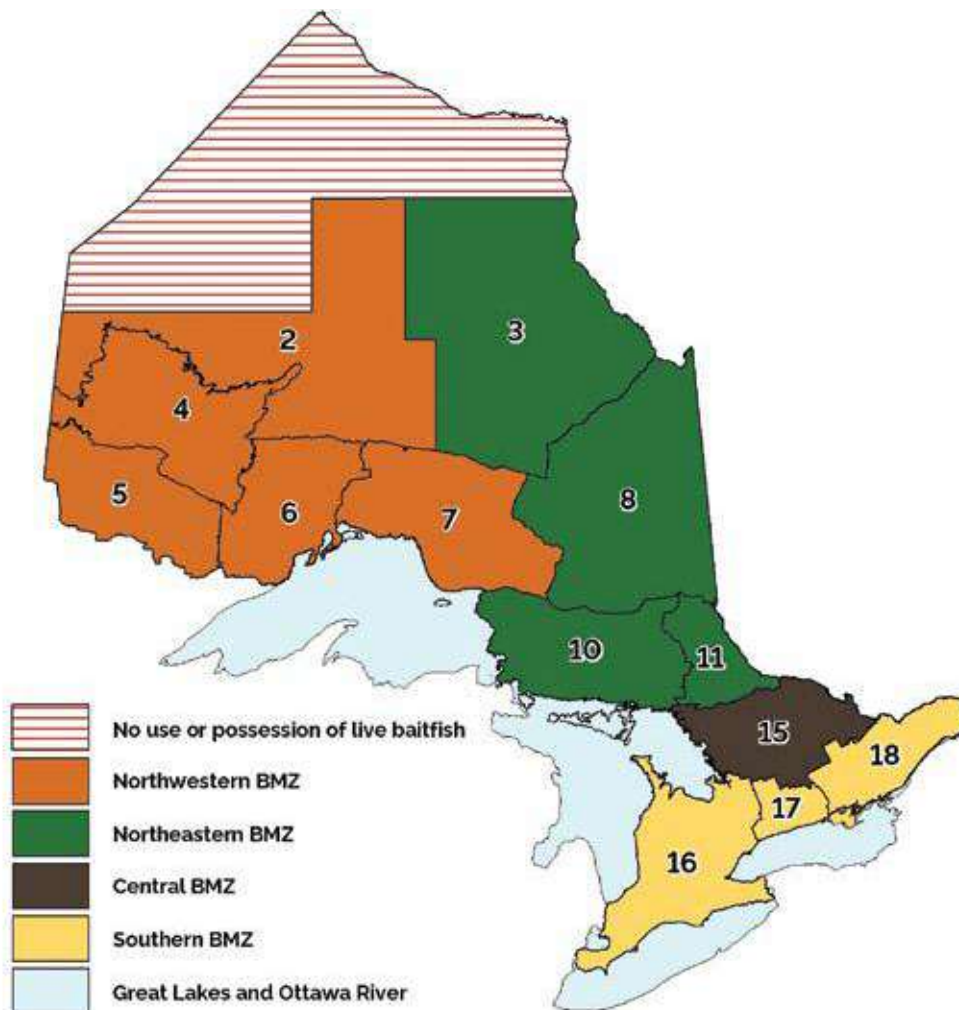 2
3
4
5
6
7
8
10
11
15
18
17
16
No use or possession of live baitfish
Northwestern BMZ
Northeastern BMZ
Central BMZ
Southern BMZ
Great Lakes and Ottawa River